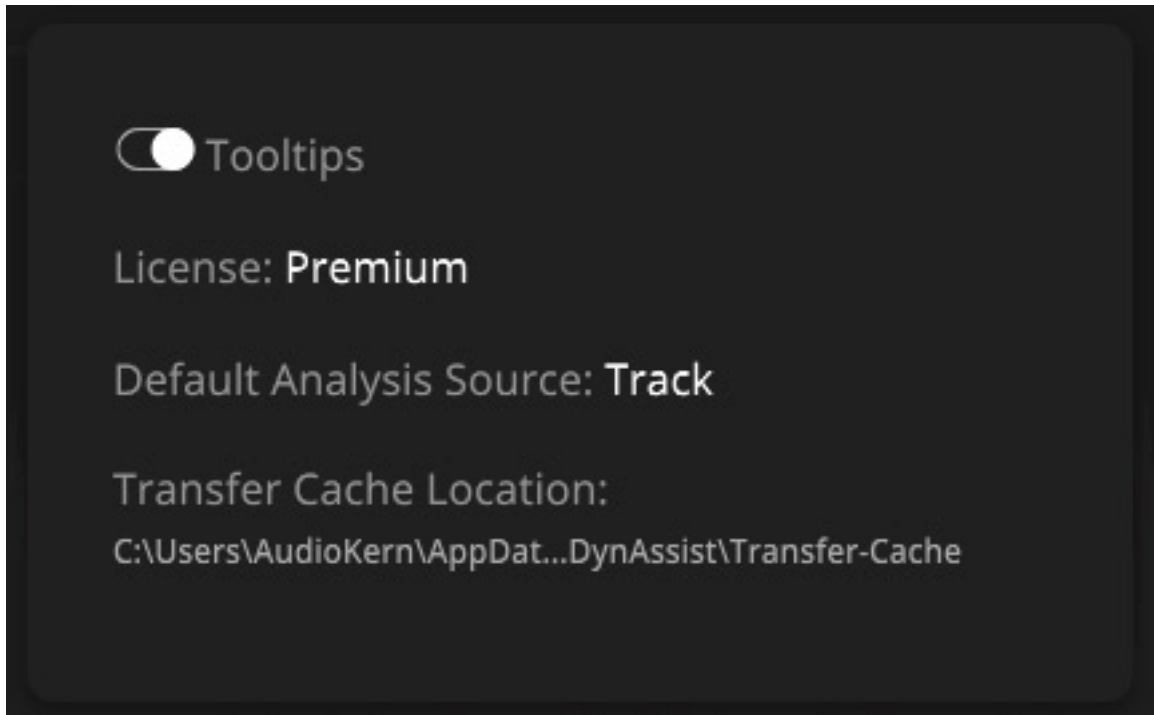 Tooltips
License: Premium
Default Analysis Source: Track
Transfer Cache Location:
C:\Users\AudioKern\AppDat...DynAssist\Transfer-Cache